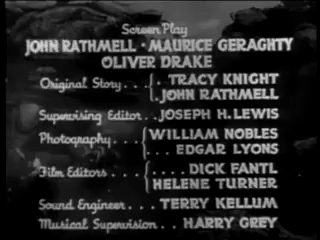 Screen Play
JOHN RATHMELL · MAURICE GERAGHTY
OLIVER DRAKE
Original Story . . . . TRACY KNIGHT
. JOHN RATHMELL
Supervising Editor . . JOSEPH H. LEWIS
Photography . . . . WILLIAM NOBLES
. . . EDGAR LYONS
Film Editors . . . . . . . . . DICK FANTL
HELENE TURNER
Sound Engineer . . . TERRY KELLUM
Musical Supervision . . HARRY GREY